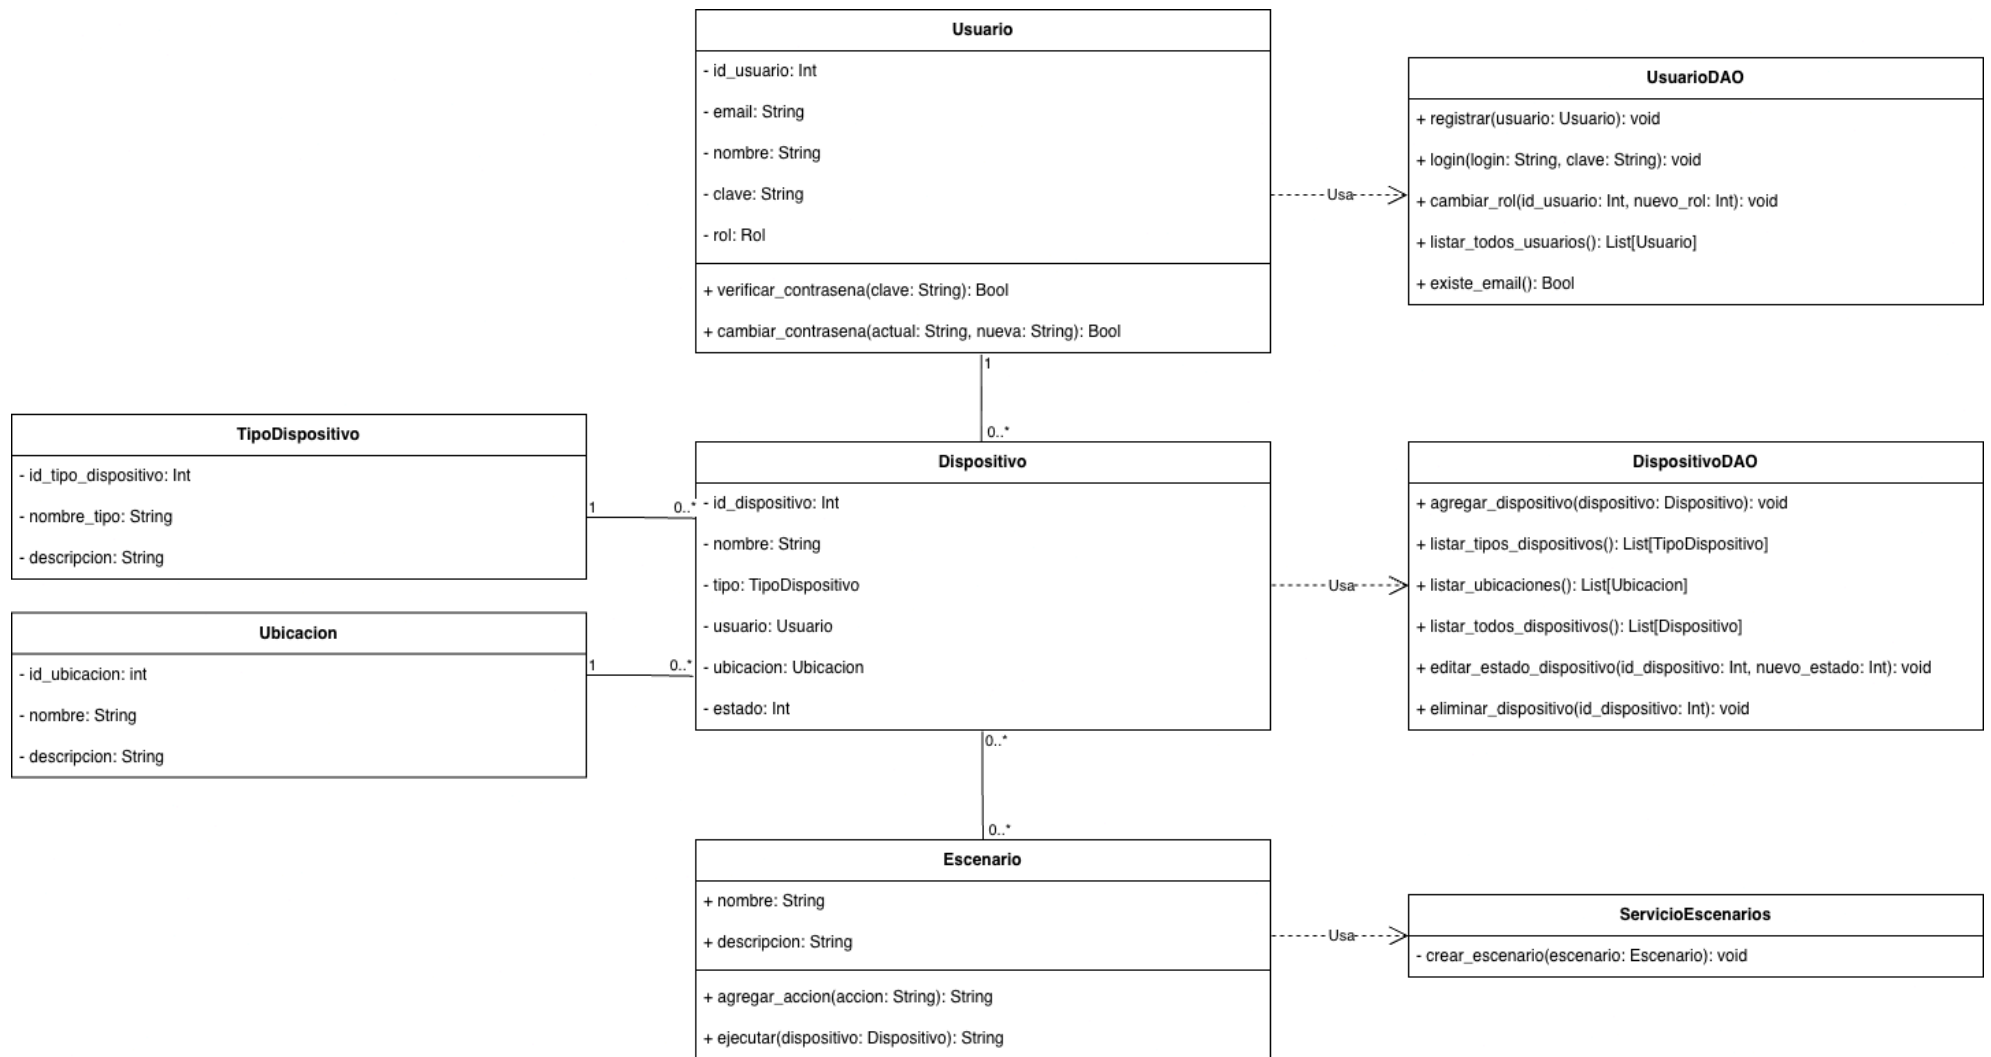 Usuario
- id_usuario: Int
- email: String
- nombre: String
- clave: String
- rol: Rol
+ verificar_contrasena(clave: String): Bool
+ cambiar_contrasena(actual: String, nueva: String): Bool
Usa
UsuarioDAO
+ registrar(usuario: Usuario): void
+ login(login: String, clave: String): void
+ cambiar_rol(id_usuario: Int, nuevo_rol: Int): void
+ listar_todos_usuarios(): List[Usuario]
+ existe_email(): Bool
1
0..*
TipoDispositivo
- id_tipo_dispositivo: Int
- nombre_tipo: String
- descripcion: String
1
0..*
Ubicacion
- id_ubicacion: int
- nombre: String
- descripcion: String
1
0..*
Dispositivo
- id_dispositivo: Int
- nombre: String
- tipo: TipoDispositivo
- usuario: Usuario
- ubicacion: Ubicacion
- estado: Int
Usa
DispositivoDAO
+ agregar_dispositivo(dispositivo: Dispositivo): void
+ listar_tipos_dispositivos(): List[TipoDispositivo]
+ listar_ubicaciones(): List[Ubicacion]
+ listar_todos_dispositivos(): List[Dispositivo]
+ editar_estado_dispositivo(id_dispositivo: Int, nuevo_estado: Int): void
+ eliminar_dispositivo(id_dispositivo: Int): void
0..*
0..*
Escenario
+ nombre: String
+ descripcion: String
+ agregar_accion(accion: String): String
+ ejecutar(dispositivo: Dispositivo): String
Usa
ServicioEscenarios
- crear_escenario(escenario: Escenario): void